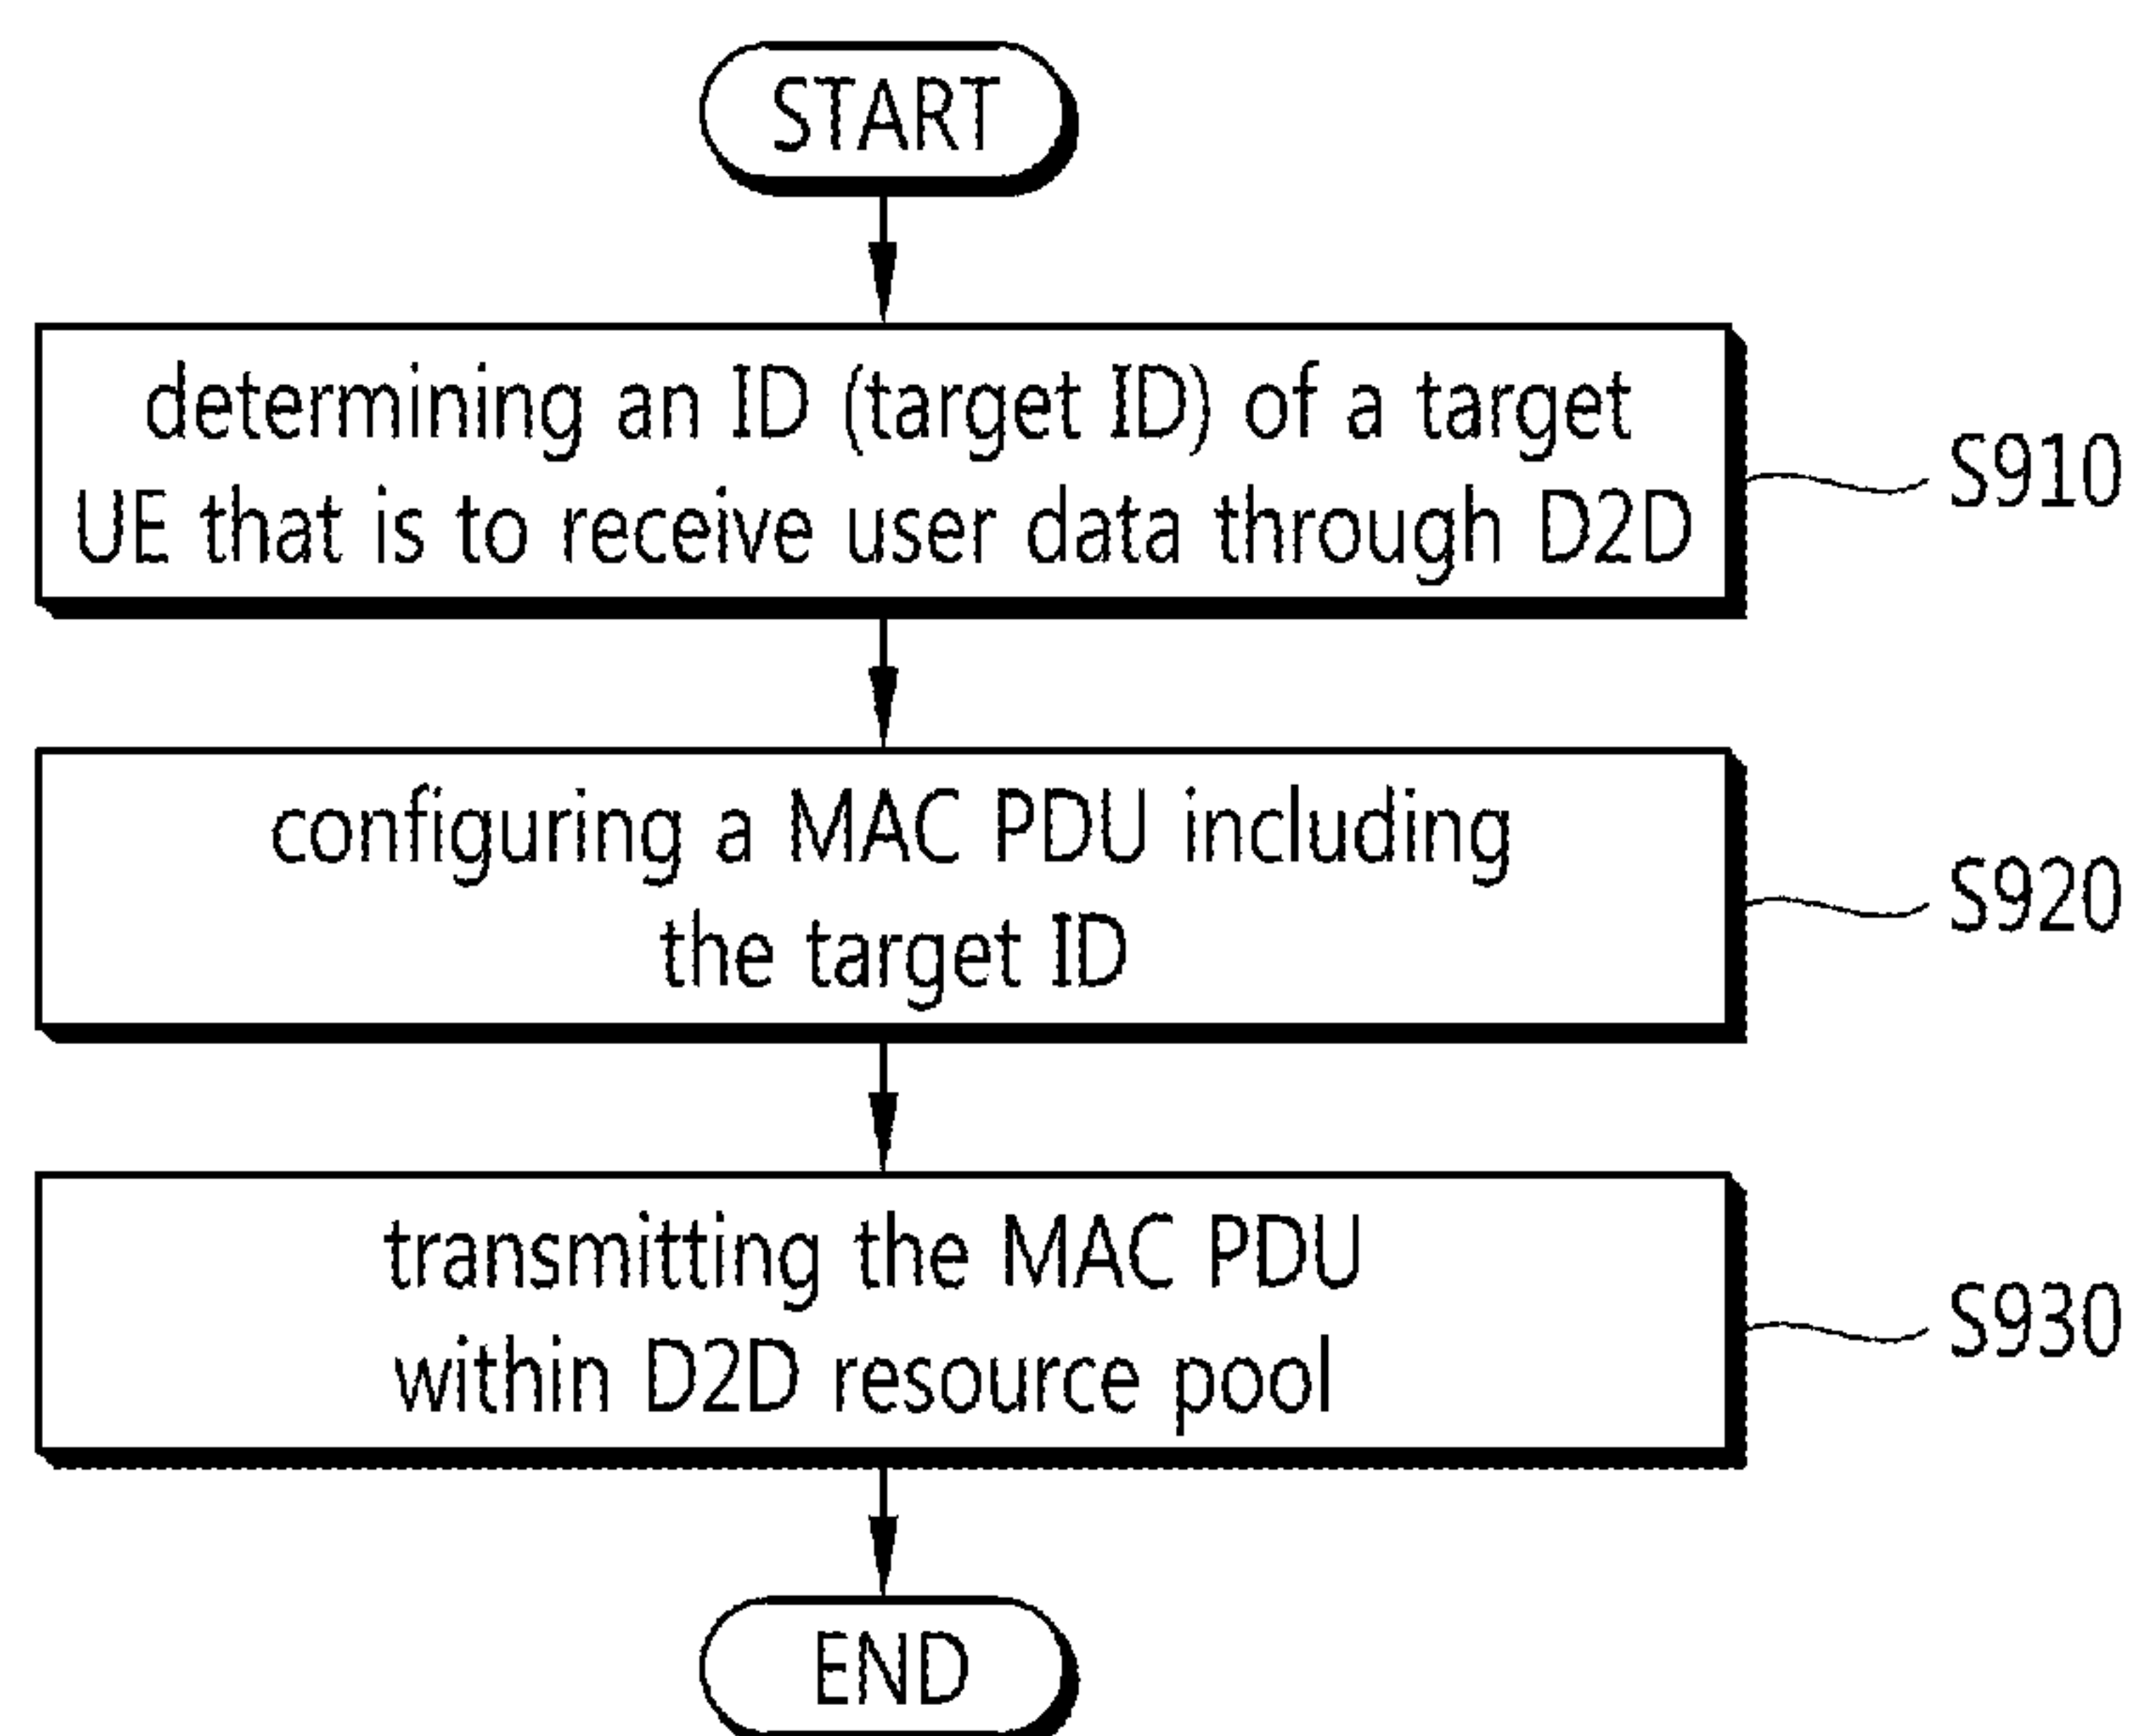 START
determining an ID (target ID) of a target
UE that is to receive user data through D2D
S910
configuring a MAC PDU including
the target ID
S920
transmitting the MAC PDU
within D2D resource pool
S930
END